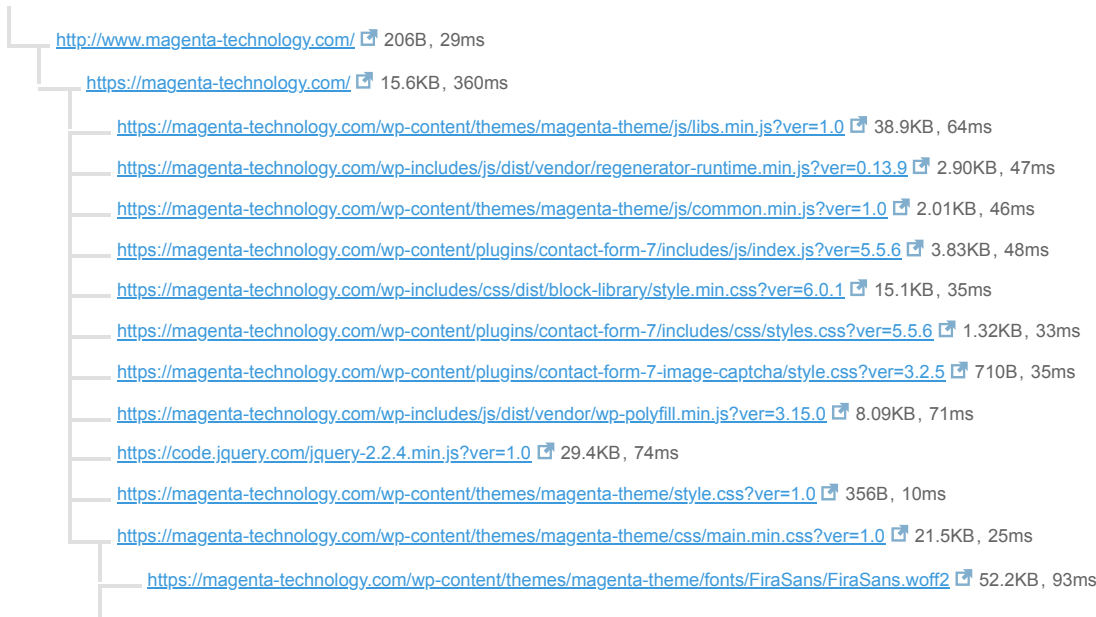 http://www.magenta-technology.com/ 206B, 29ms
https://magenta-technology.com/ 15.6KB, 360ms
https://magenta-technology.com/wp-content/themes/magenta-theme/js/libs.min.js?ver=1.0 38.9KB, 64ms
https://magenta-technology.com/wp-includes/js/dist/vendor/regenerator-runtime.min.js?ver=0.13.9 2.90KB, 47ms
https://magenta-technology.com/wp-content/themes/magenta-theme/js/common.min.js?ver=1.0 2.01KB, 46ms
https://magenta-technology.com/wp-content/plugins/contact-form-7/includes/js/index.js?ver=5.5.6 3.83KB, 48ms
https://magenta-technology.com/wp-includes/css/dist/block-library/style.min.css?ver=6.0.1 15.1KB, 35ms
https://magenta-technology.com/wp-content/plugins/contact-form-7/includes/css/styles.css?ver=5.5.6 1.32KB, 33ms
https://magenta-technology.com/wp-content/plugins/contact-form-7-image-captcha/style.css?ver=3.2.5 710B, 35ms
https://magenta-technology.com/wp-includes/js/dist/vendor/wp-polyfill.min.js?ver=3.15.0 8.09KB, 71ms
https://code.jquery.com/jquery-2.2.4.min.js?ver=1.0 29.4KB, 74ms
https://magenta-technology.com/wp-content/themes/magenta-theme/style.css?ver=1.0 356B, 10ms
https://magenta-technology.com/wp-content/themes/magenta-theme/css/main.min.css?ver=1.0 21.5KB, 25ms
https://magenta-technology.com/wp-content/themes/magenta-theme/fonts/FiraSans/FiraSans.woff2 52.2KB, 93ms